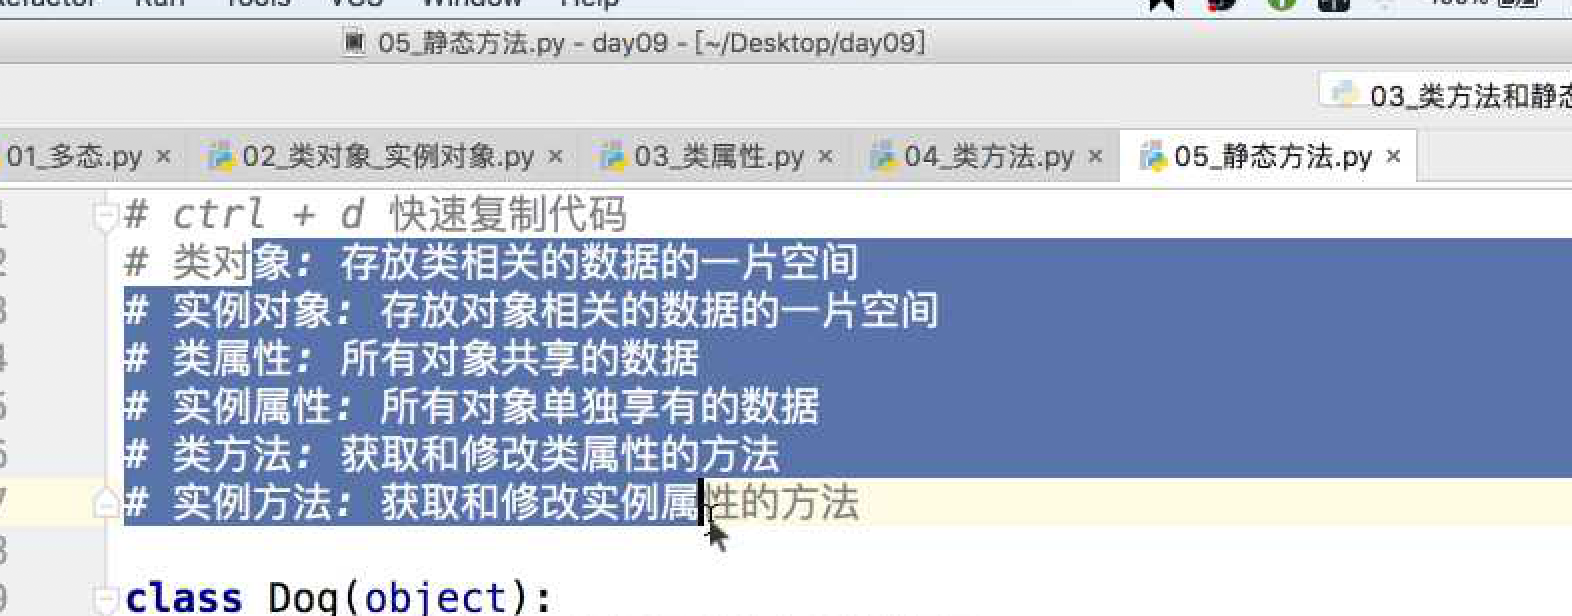 Run Tools VCS Window Help 100%
05_静态方法.py - day09 - [~/Desktop/day09]
03_类方法和静态
01_多态.py × 02_类对象_实例对象.py × 03_类属性.py × 04_类方法.py × 05_静态方法.py ×
1 # ctrl + d 快速复制代码
2 # 类对象: 存放类相关的数据的一片空间
3 # 实例对象: 存放对象相关的数据的一片空间
4 # 类属性: 所有对象共享的数据
5 # 实例属性: 所有对象单独享有的数据
6 # 类方法: 获取和修改类属性的方法
7 # 实例方法: 获取和修改实例属性的方法
8
9 class Dog(object):